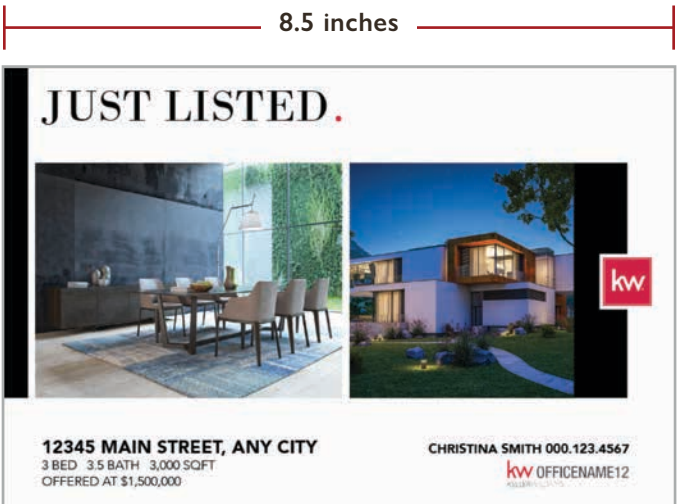 8.5 inches
JUST LISTED.
kw
12345 MAIN STREET, ANY CITY
3 BED 3.5 BATH 3,000 SQFT
OFFERED AT $1,500,000
CHRISTINA SMITH 000.123.4567
kw OFFICENAME12